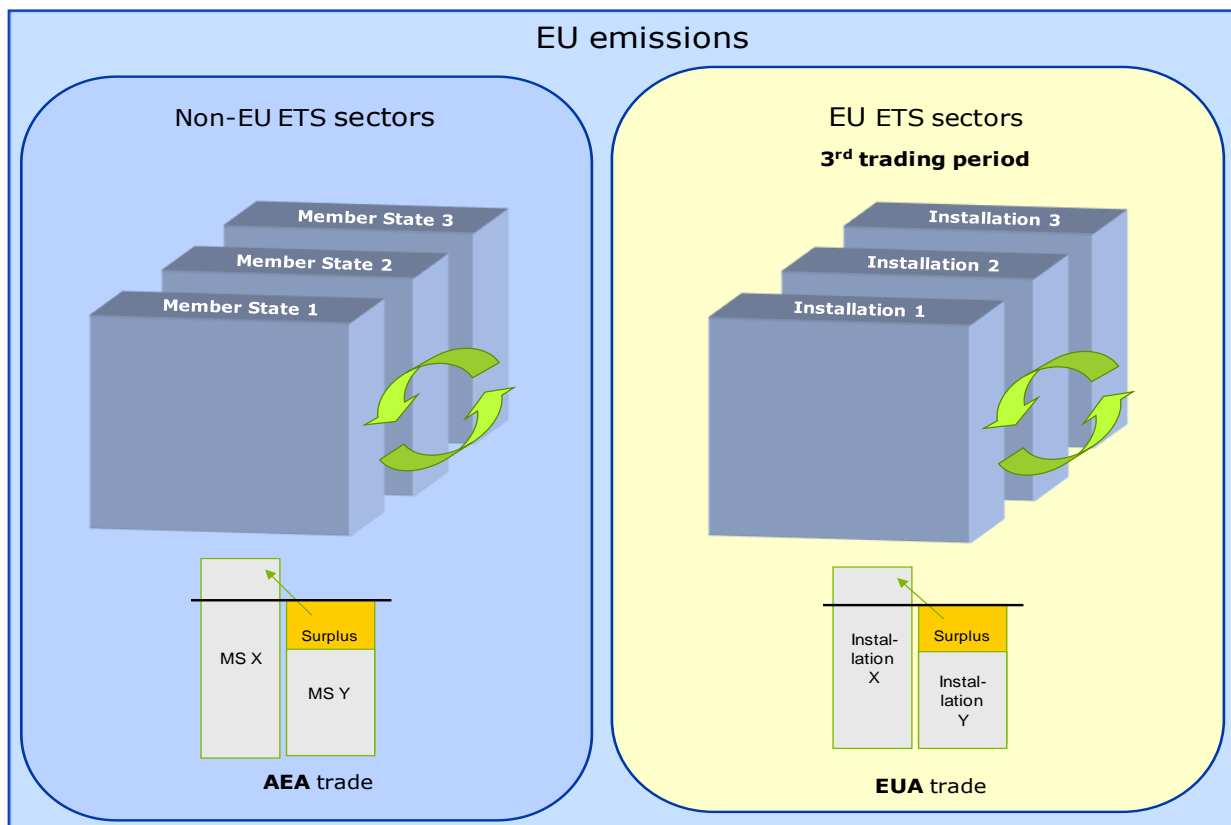 EU emissions
Non-EU ETS sectors
Member State 3
Member State 2
Member State 1
MS X
Surplus
MS Y
AEA trade
EU ETS sectors
3rd trading period
Installation 3
Installation 2
Installation 1
Instal-
lation
X
Surplus
Instal-
lation
Y
EUA trade